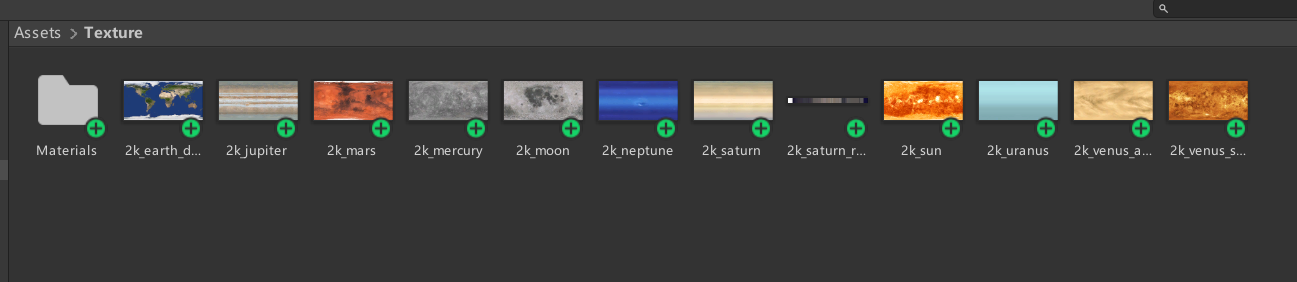 Assets > Texture
Materials
2k_earth_d...
2k_jupiter
2k_mars
2k_mercury
2k_moon
2k_neptune
2k_saturn
2k_saturn_r...
2k_sun
2k_uranus
2k_venus_a...
2k_venus_s...